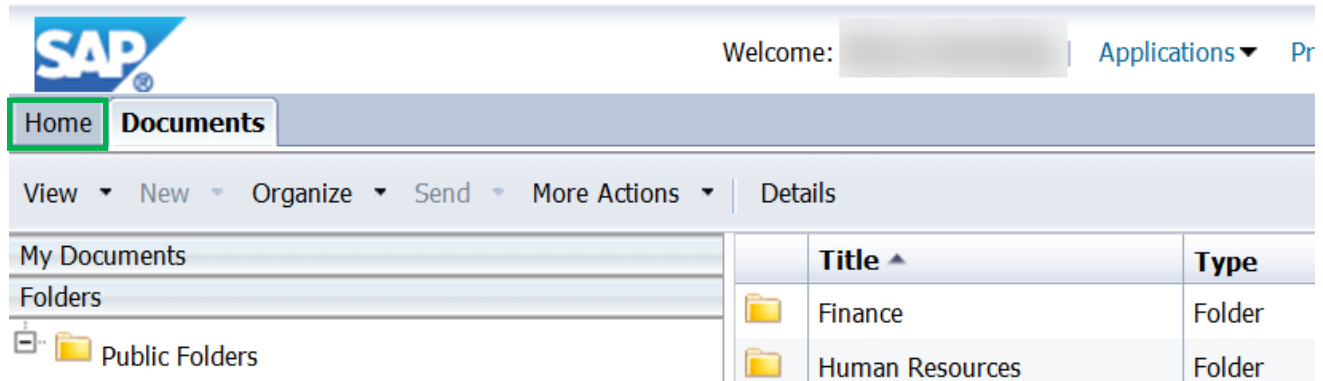 SAP®
Welcome: Applications
Home Documents
View New Organize Send More Actions Details
My Documents
Title Type
Folders
Finance Folder
Public Folders
Human Resources Folder